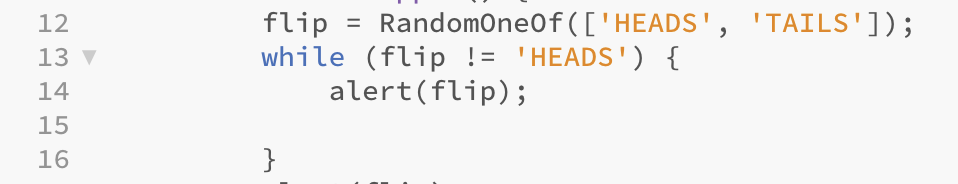 12 flip = RandomOneOf(['HEADS', 'TAILS']);
13 while (flip != 'HEADS') {
14 alert(flip);
15
16 }